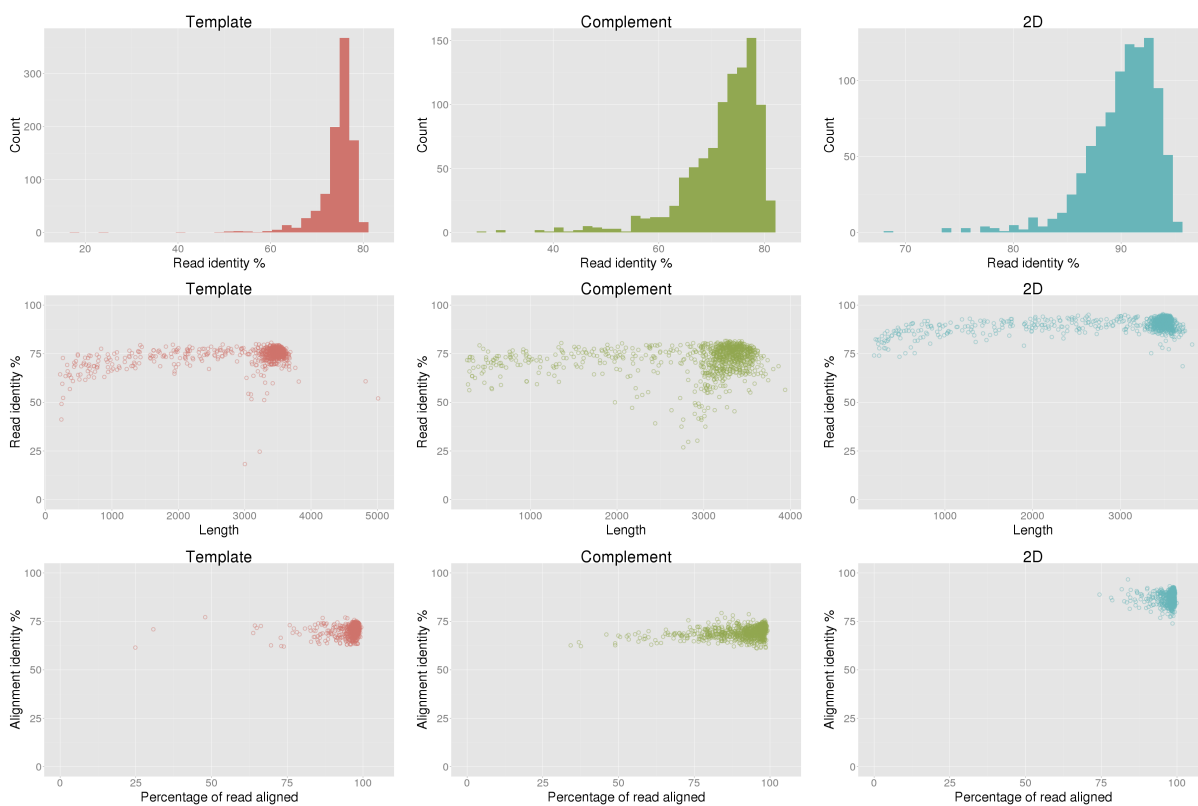 Template Complement 2D
Count
300
200
100
0
20 40 60 80
Read identity %
Count
150
100
50
0
40 60 80
Read identity %
Count
100
50
0
70 80 90
Read identity %
Template Complement 2D
Read identity %
100
75
50
25
0
0 1000 2000 3000 4000 5000
Length
Read identity %
100
75
50
25
0
1000 2000 3000 4000
Length
Read identity %
100
75
50
25
0
1000 2000 3000
Length
Template Complement 2D
Alignment identity %
100
75
50
25
0
0 25 50 75 100
Percentage of read aligned
Alignment identity %
100
75
50
25
0
0 25 50 75 100
Percentage of read aligned
Alignment identity %
100
75
50
25
0
0 25 50 75 100
Percentage of read aligned